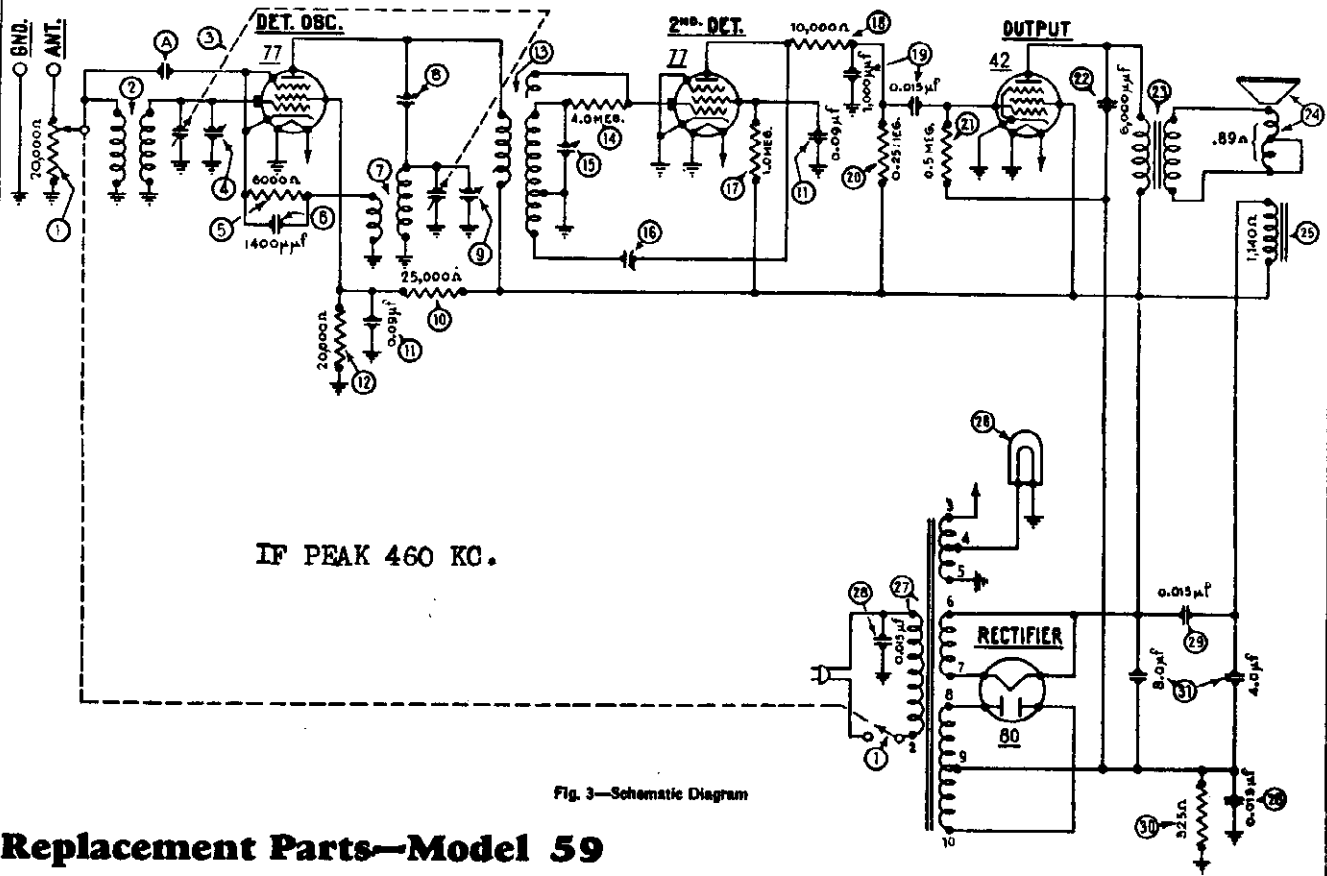 GND.
ANT.
DET. OSC.
77
2ND. DET.
77
OUTPUT
42
A
3
2
13
8
4
7
9
14
15
16
17
11
18
19
20
21
22
23
24
25
1
20,000Ω
6000Ω
5
6
1400μμf
25,000Ω
10
20,000Ω
12
0.09μf
11
4.0 MEG.
1.0 MEG.
0.09μf
10,000Ω
1,000μμf
0.015μf
0.25 MEG.
0.5 MEG.
6,000μμf
.89Ω
1,140Ω
IF PEAK 460 KC.
28
4
5
6
7
8
9
10
27
28
0.015μf
1
2
RECTIFIER
80
0.015μf
29
8.0μf
31
4.0μf
30
325Ω
0.015μf
Fig. 3—Schematic Diagram
Replacement Parts—Model 59